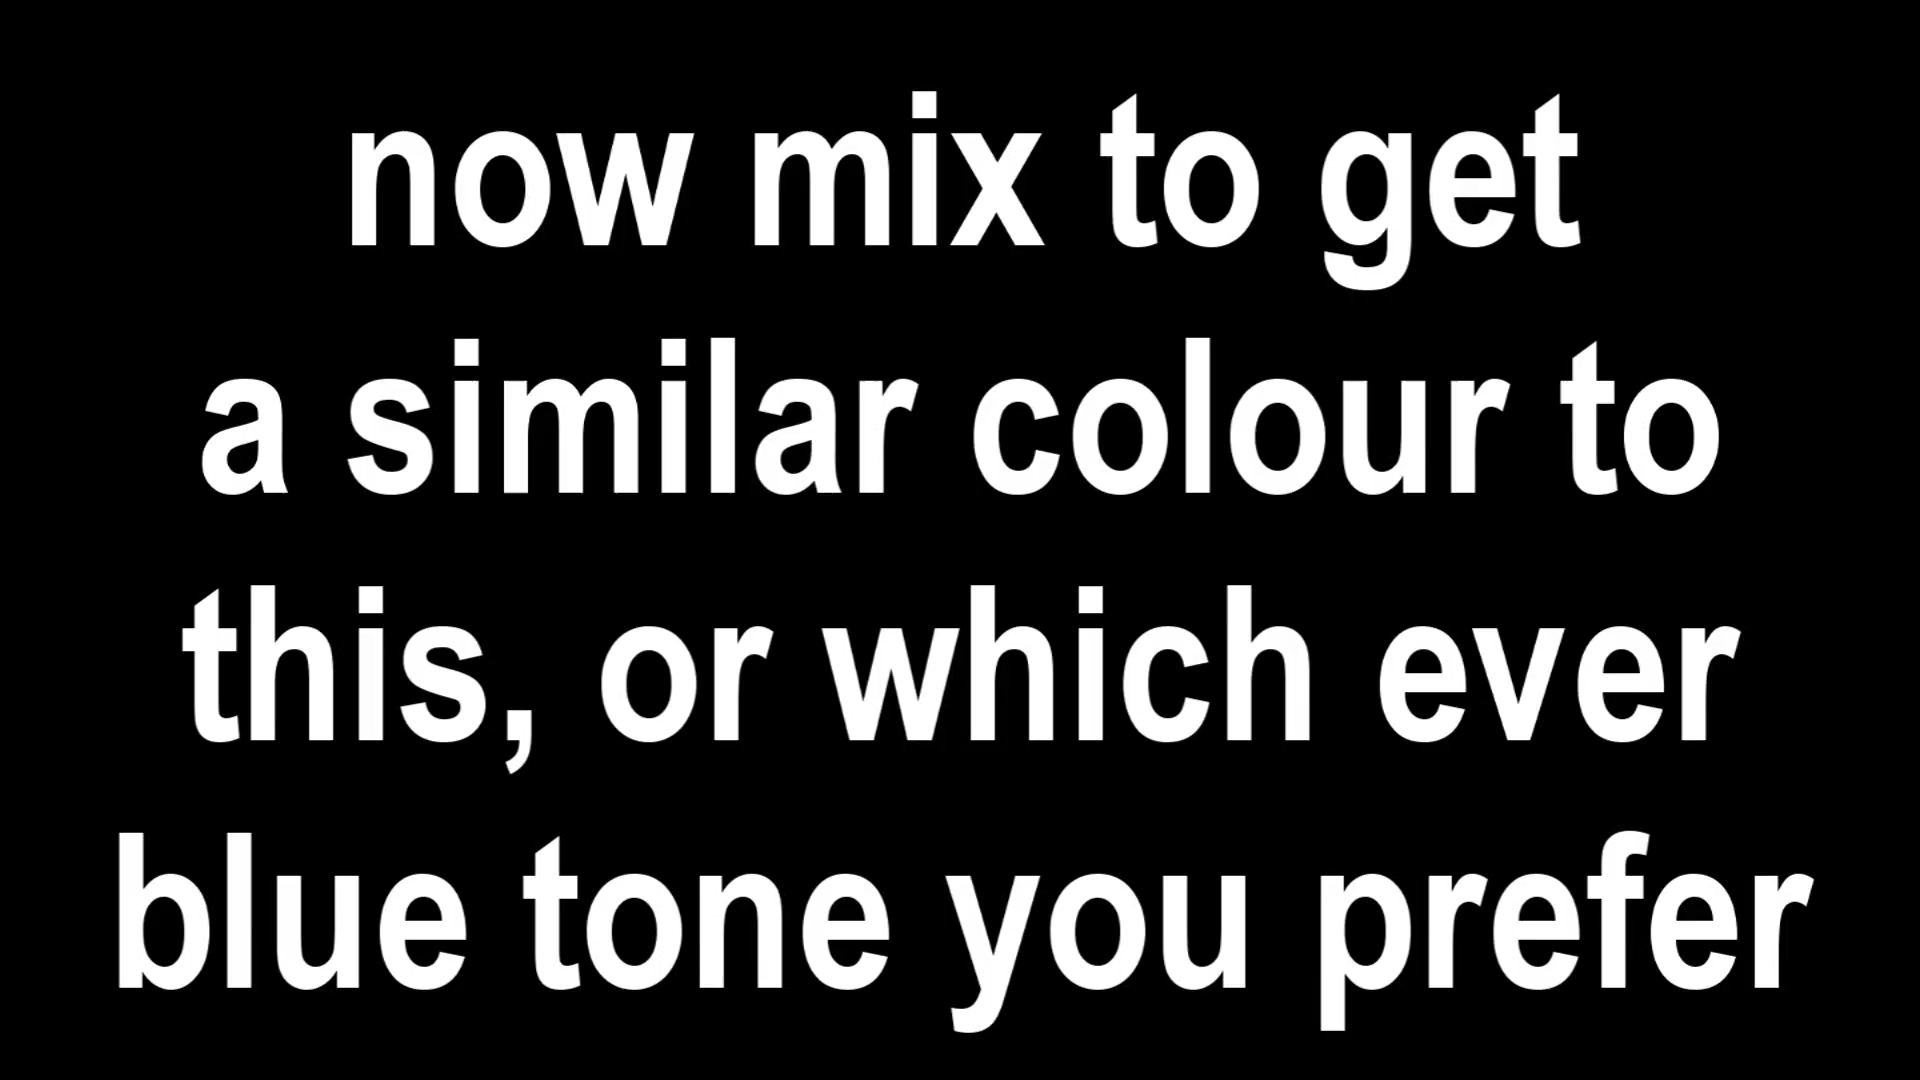 now mix to get
a similar colour to
this, or which ever
blue tone you prefer